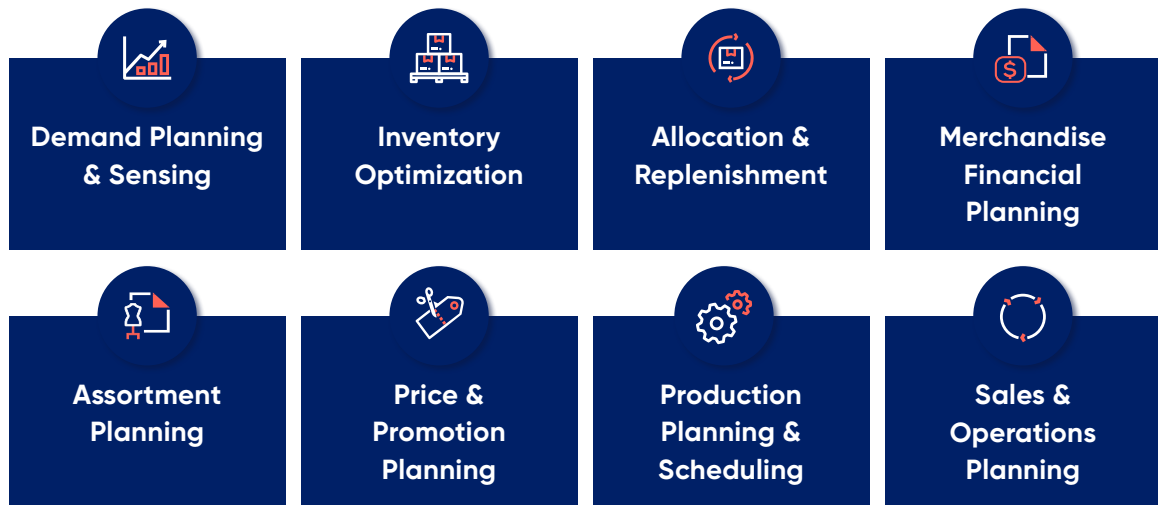 Demand Planning
& Sensing
Inventory
Optimization
Allocation &
Replenishment
Merchandise
Financial
Planning
$
Assortment
Planning
Price &
Promotion
Planning
Production
Planning &
Scheduling
Sales &
Operations
Planning